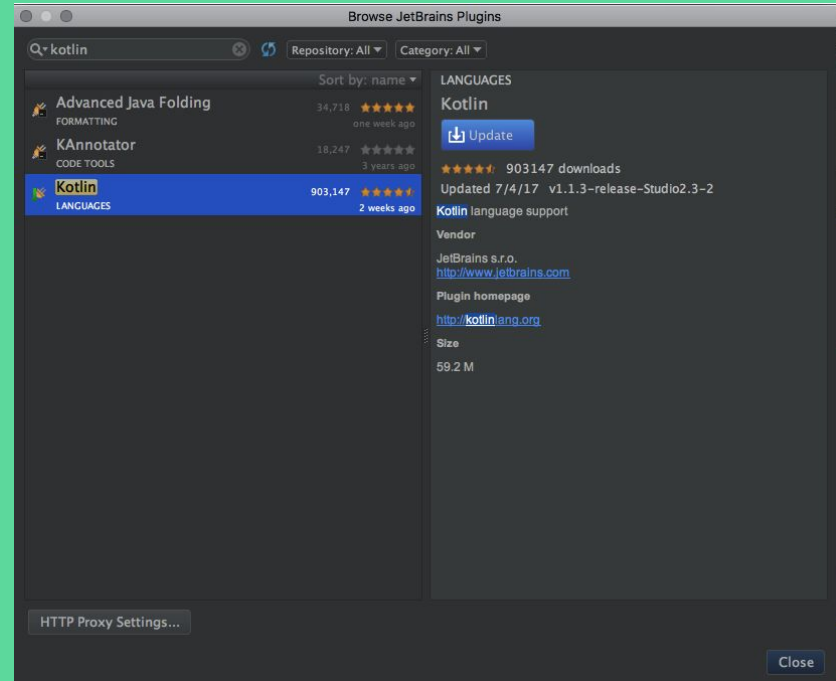 Browse JetBrains Plugins
kotlin
Repository: All
Category: All
Sort by: name
Advanced Java Folding
34,718
FORMATTING
one week ago
KAnnotator
18,247
CODE TOOLS
3 years ago
Kotlin
903,147
LANGUAGES
2 weeks ago
LANGUAGES
Kotlin
Update
903147 downloads
Updated 7/4/17 v1.1.3-release-Studio2.3-2
Kotlin language support
Vendor
JetBrains s.r.o.
http://www.jetbrains.com
Plugin homepage
http://kotlinlang.org
Size
59.2 M
HTTP Proxy Settings...
Close